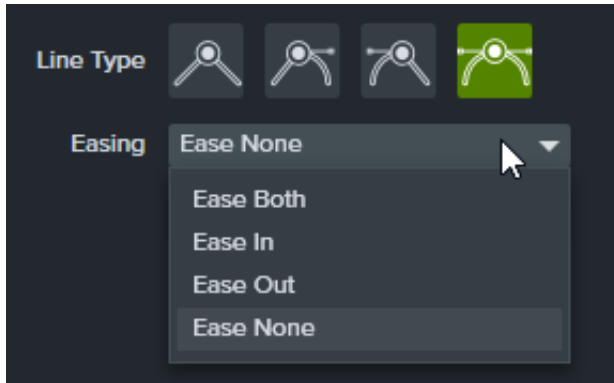 Line Type
Easing Ease None
Ease Both
Ease In
Ease Out
Ease None